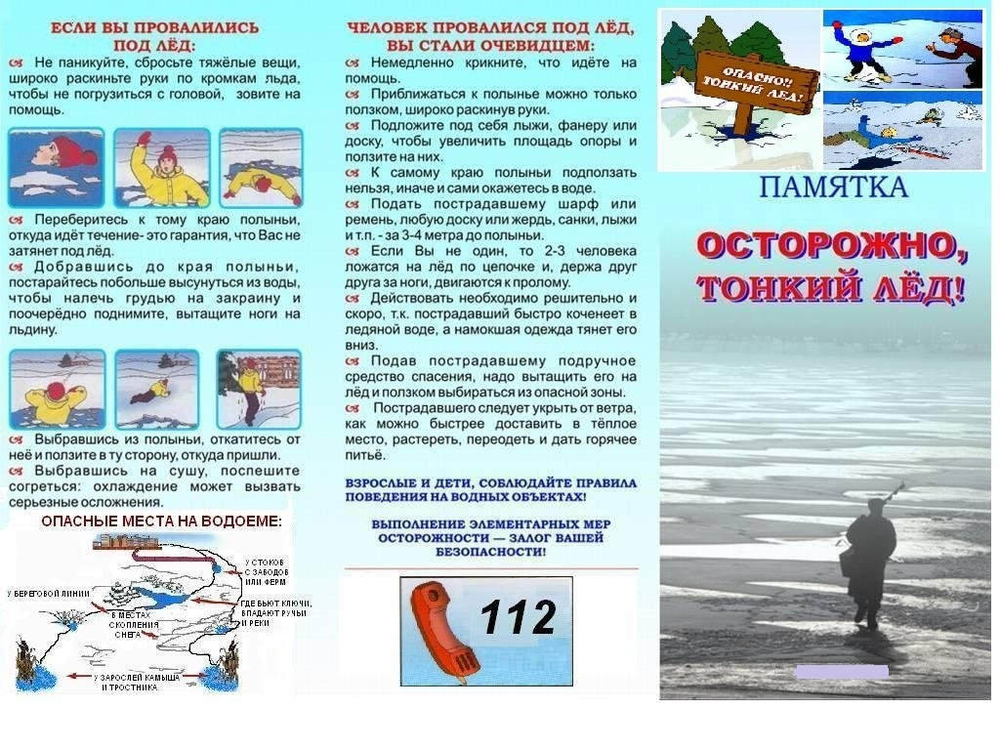 ЕСЛИ ВЫ ПРОВАЛИЛИСЬ
ПОД ЛЁД:
Не паникуйте, сбросьте тяжёлые вещи,
широко раскиньте руки по кромкам льда,
чтобы не погрузиться с головой, зовите на
помощь.
Переберитесь к тому краю полыньи,
откуда идёт течение- это гарантия, что Вас не
затянет под лёд.
Добравшись до края полыньи,
постарайтесь побольше высунуться из воды,
чтобы налечь грудью на закраину и
поочерёдно поднимите, вытащите ноги на
льдину.
Выбравшись из полыньи, откатитесь от
неё и ползите в ту сторону, откуда пришли.
Выбравшись на сушу, поспешите
согреться: охлаждение может вызвать
серьезные осложнения.
ОПАСНЫЕ МЕСТА НА ВОДОЕМЕ:
У СТОКОВ
С ЗАВОДОВ
ИЛИ ФЕРМ
У БЕРЕГОВОЙ ЛИНИИ
ГДЕ БЬЮТ КЛЮЧИ,
ВПАДАЮТ РУЧЬИ
И РЕКИ
В МЕСТАХ
СКОПЛЕНИЯ
СНЕГА
У ЗАРОСЛЕЙ КАМЫША
И ТРОСТНИКА
ЧЕЛОВЕК ПРОВАЛИЛСЯ ПОД ЛЁД,
ВЫ СТАЛИ ОЧЕВИДЦЕМ:
Немедленно крикните, что идёте на
помощь.
Приближаться к полынье можно только
ползком, широко раскинув руки.
Подложите под себя лыжи, фанеру или
доску, чтобы увеличить площадь опоры и
ползите на них.
К самому краю полыньи подползать
нельзя, иначе и сами окажетесь в воде.
Подать пострадавшему шарф или
ремень, любую доску или жердь, санки, лыжи
и т.п. - за 3-4 метра до полыньи.
Если Вы не один, то 2-3 человека
ложатся на лёд по цепочке и, держа друг
друга за ноги, двигаются к пролому.
Действовать необходимо решительно и
скоро, т.к. пострадавший быстро коченеет в
ледяной воде, а намокшая одежда тянет его
вниз.
Подав пострадавшему подручное
средство спасения, надо вытащить его на
лёд и ползком выбираться из опасной зоны.
Пострадавшего следует укрыть от ветра,
как можно быстрее доставить в тёплое
место, растереть, переодеть и дать горячее
питьё.
ВЗРОСЛЫЕ И ДЕТИ, СОБЛЮДАЙТЕ ПРАВИЛА
ПОВЕДЕНИЯ НА ВОДНЫХ ОБЪЕКТАХ!
ВЫПОЛНЕНИЕ ЭЛЕМЕНТАРНЫХ МЕР
ОСТОРОЖНОСТИ — ЗАЛОГ ВАШЕЙ
БЕЗОПАСНОСТИ!
112
ОПАСНО!!
ТОНКИЙ ЛЕД!
ПАМЯТКА
ОСТОРОЖНО,
ТОНКИЙ ЛЁД!